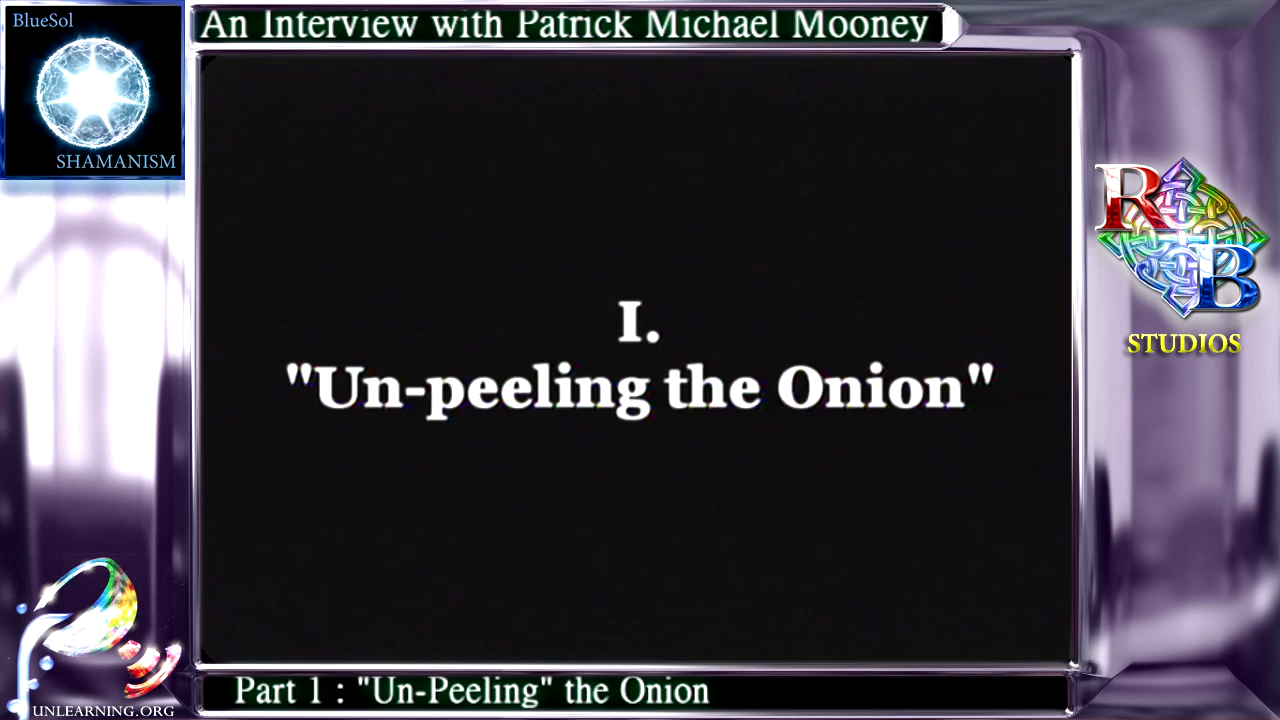 BlueSol
SHAMANISM
An Interview with Patrick Michael Mooney
I.
"Un-peeling the Onion"
R B
STUDIOS
UNLEARNING.ORG
Part 1 : "Un-Peeling" the Onion